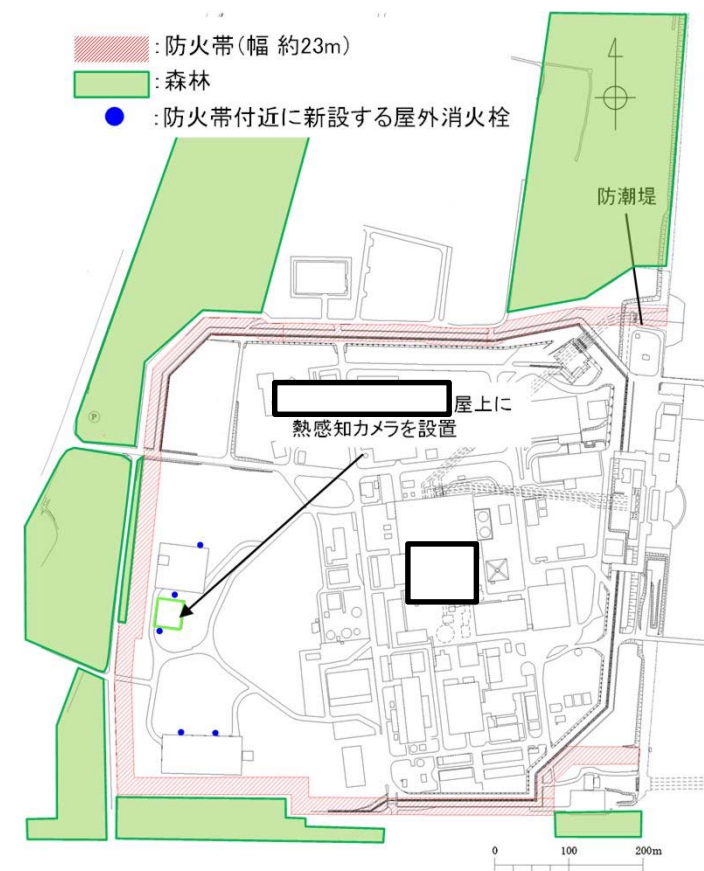 ：防火帯（幅 約23m）
：森林
：防火帯付近に新設する屋外消火栓
防潮堤
屋上に
熱感知カメラを設置
P
0 100 200m